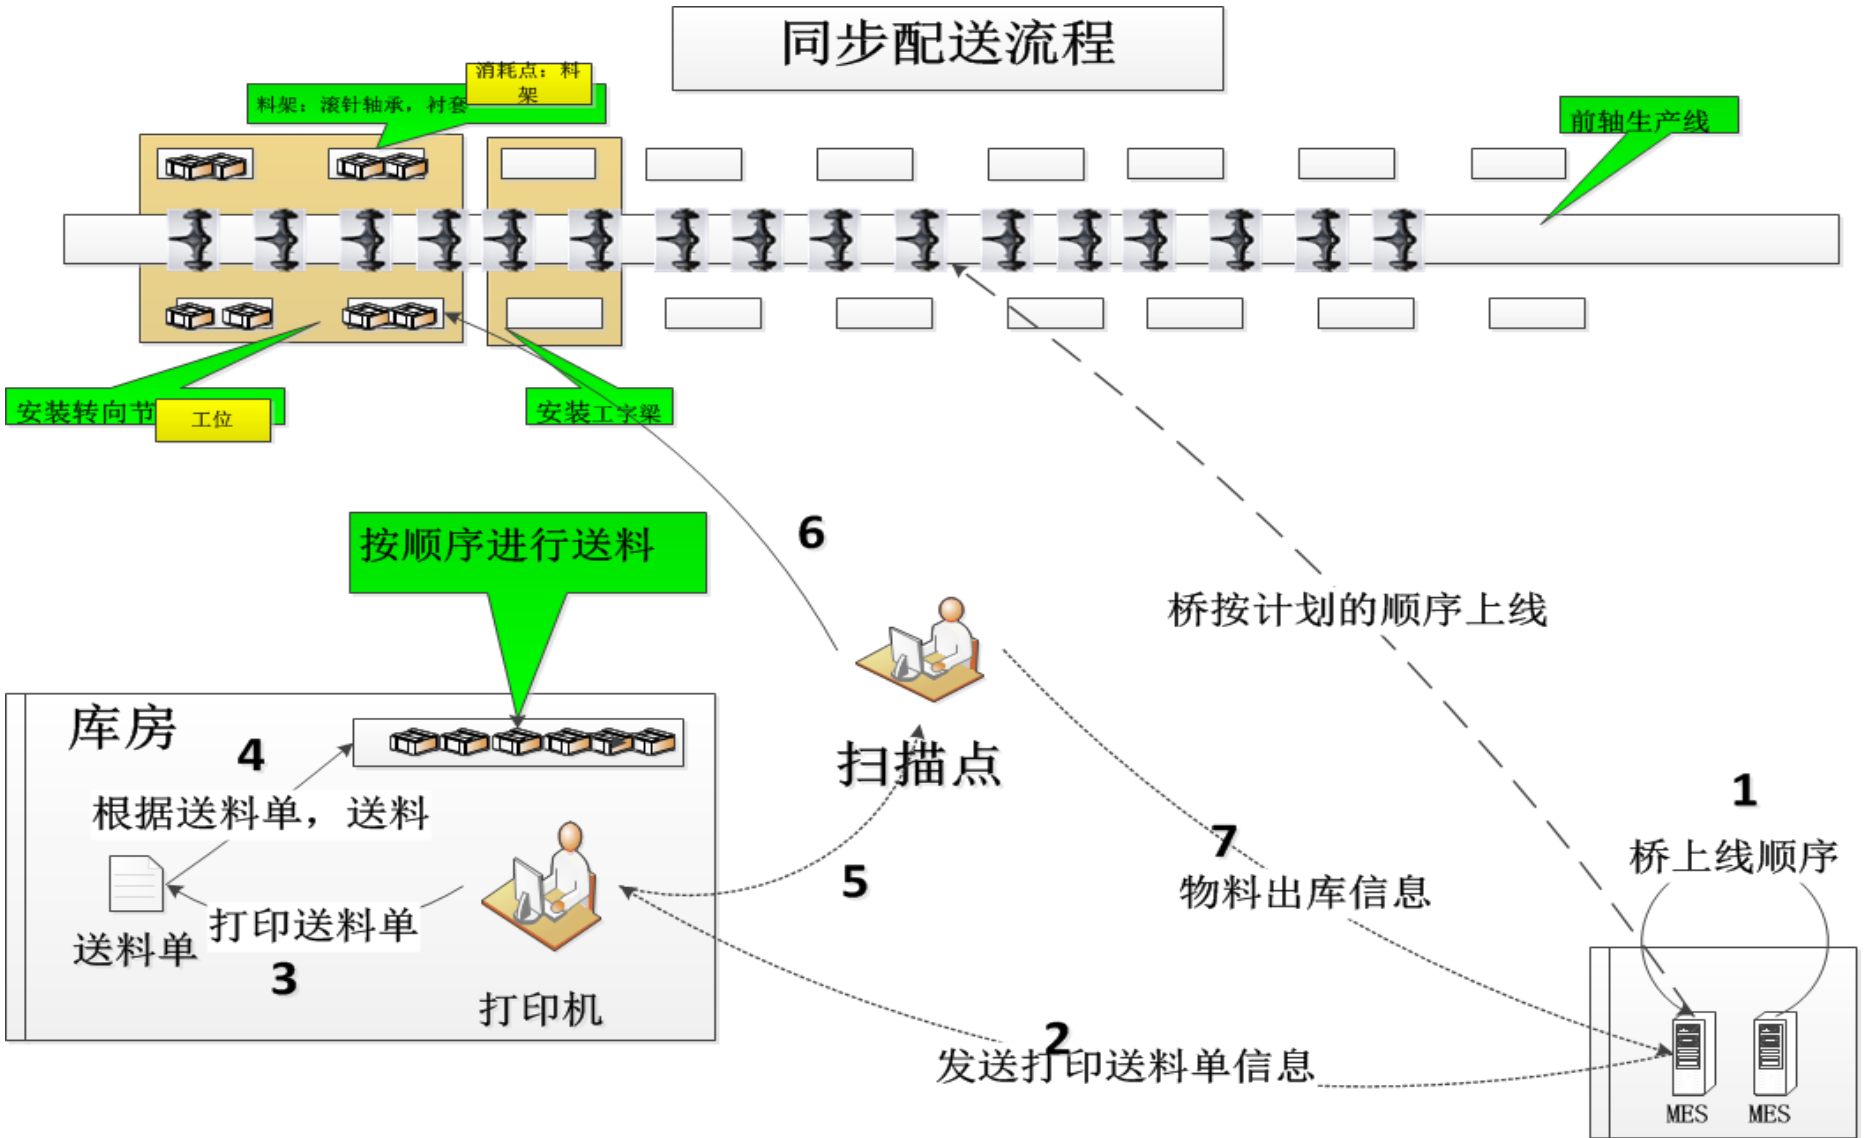 同步配送流程
消耗点: 料
架
料架: 滚针轴承, 衬套
前轴生产线
安装转向节
工位
安装工字梁
按顺序进行送料
6
桥按计划的顺序上线
库房
4
扫描点
1
根据送料单, 送料
7
桥上线顺序
5
物料出库信息
送料单
打印送料单
3
打印机
2
发送打印送料单信息
MES
MES